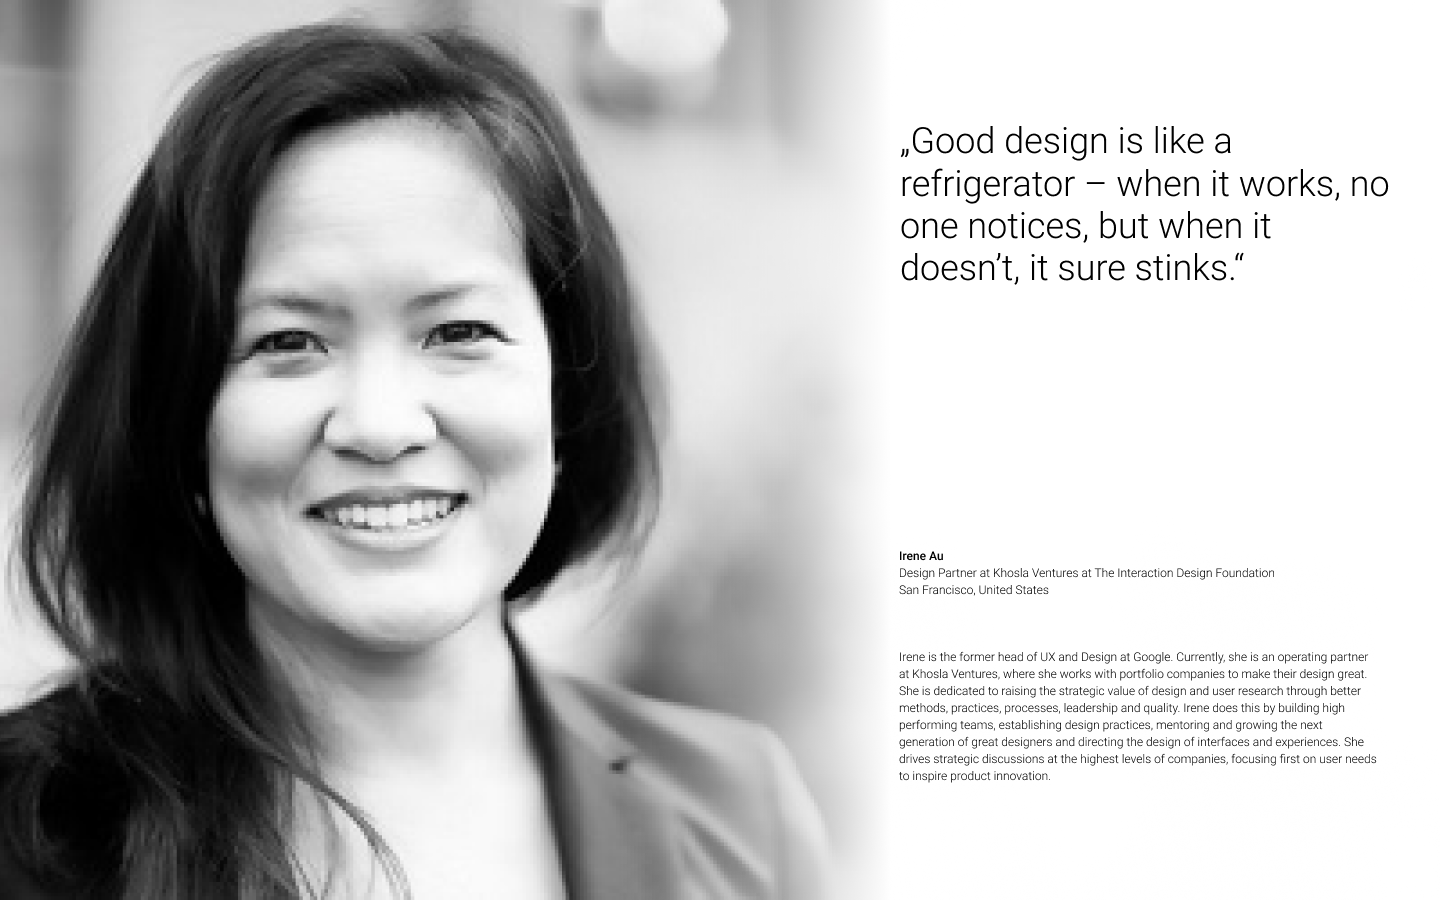 „Good design is like a
refrigerator – when it works, no
one notices, but when it
doesn’t, it sure stinks.“
Irene Au
Design Partner at Khosla Ventures at The Interaction Design Foundation
San Francisco, United States
Irene is the former head of UX and Design at Google. Currently, she is an operating partner
at Khosla Ventures, where she works with portfolio companies to make their design great.
She is dedicated to raising the strategic value of design and user research through better
methods, practices, processes, leadership and quality. Irene does this by building high
performing teams, establishing design practices, mentoring and growing the next
generation of great designers and directing the design of interfaces and experiences. She
drives strategic discussions at the highest levels of companies, focusing first on user needs
to inspire product innovation.